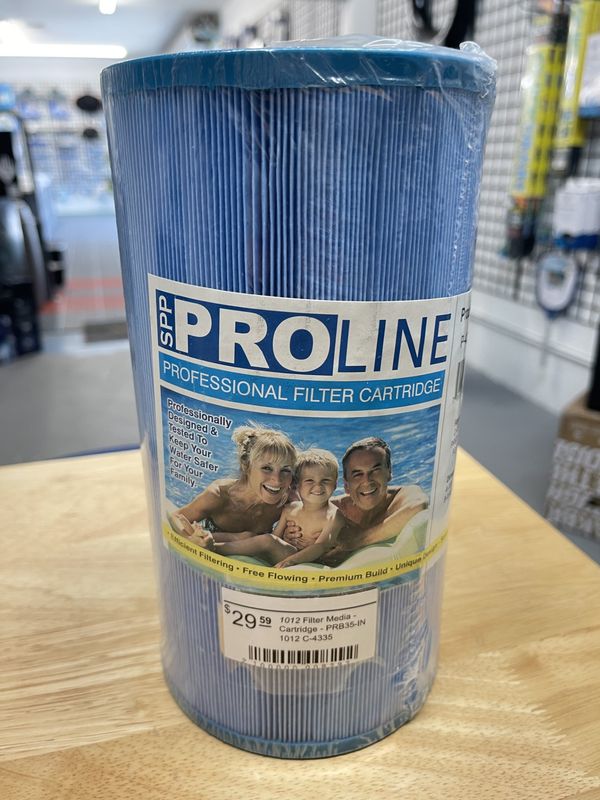 SPP PROLINE
PROFESSIONAL FILTER CARTRIDGE
Professionally
Designed &
Tested To
Keep Your
Water Safer
For Your
Family.
• Efficient Filtering • Free Flowing • Premium Build • Unique
$29 59
1012 Filter Media -
Cartridge - PRB35-IN
1012 C-4335